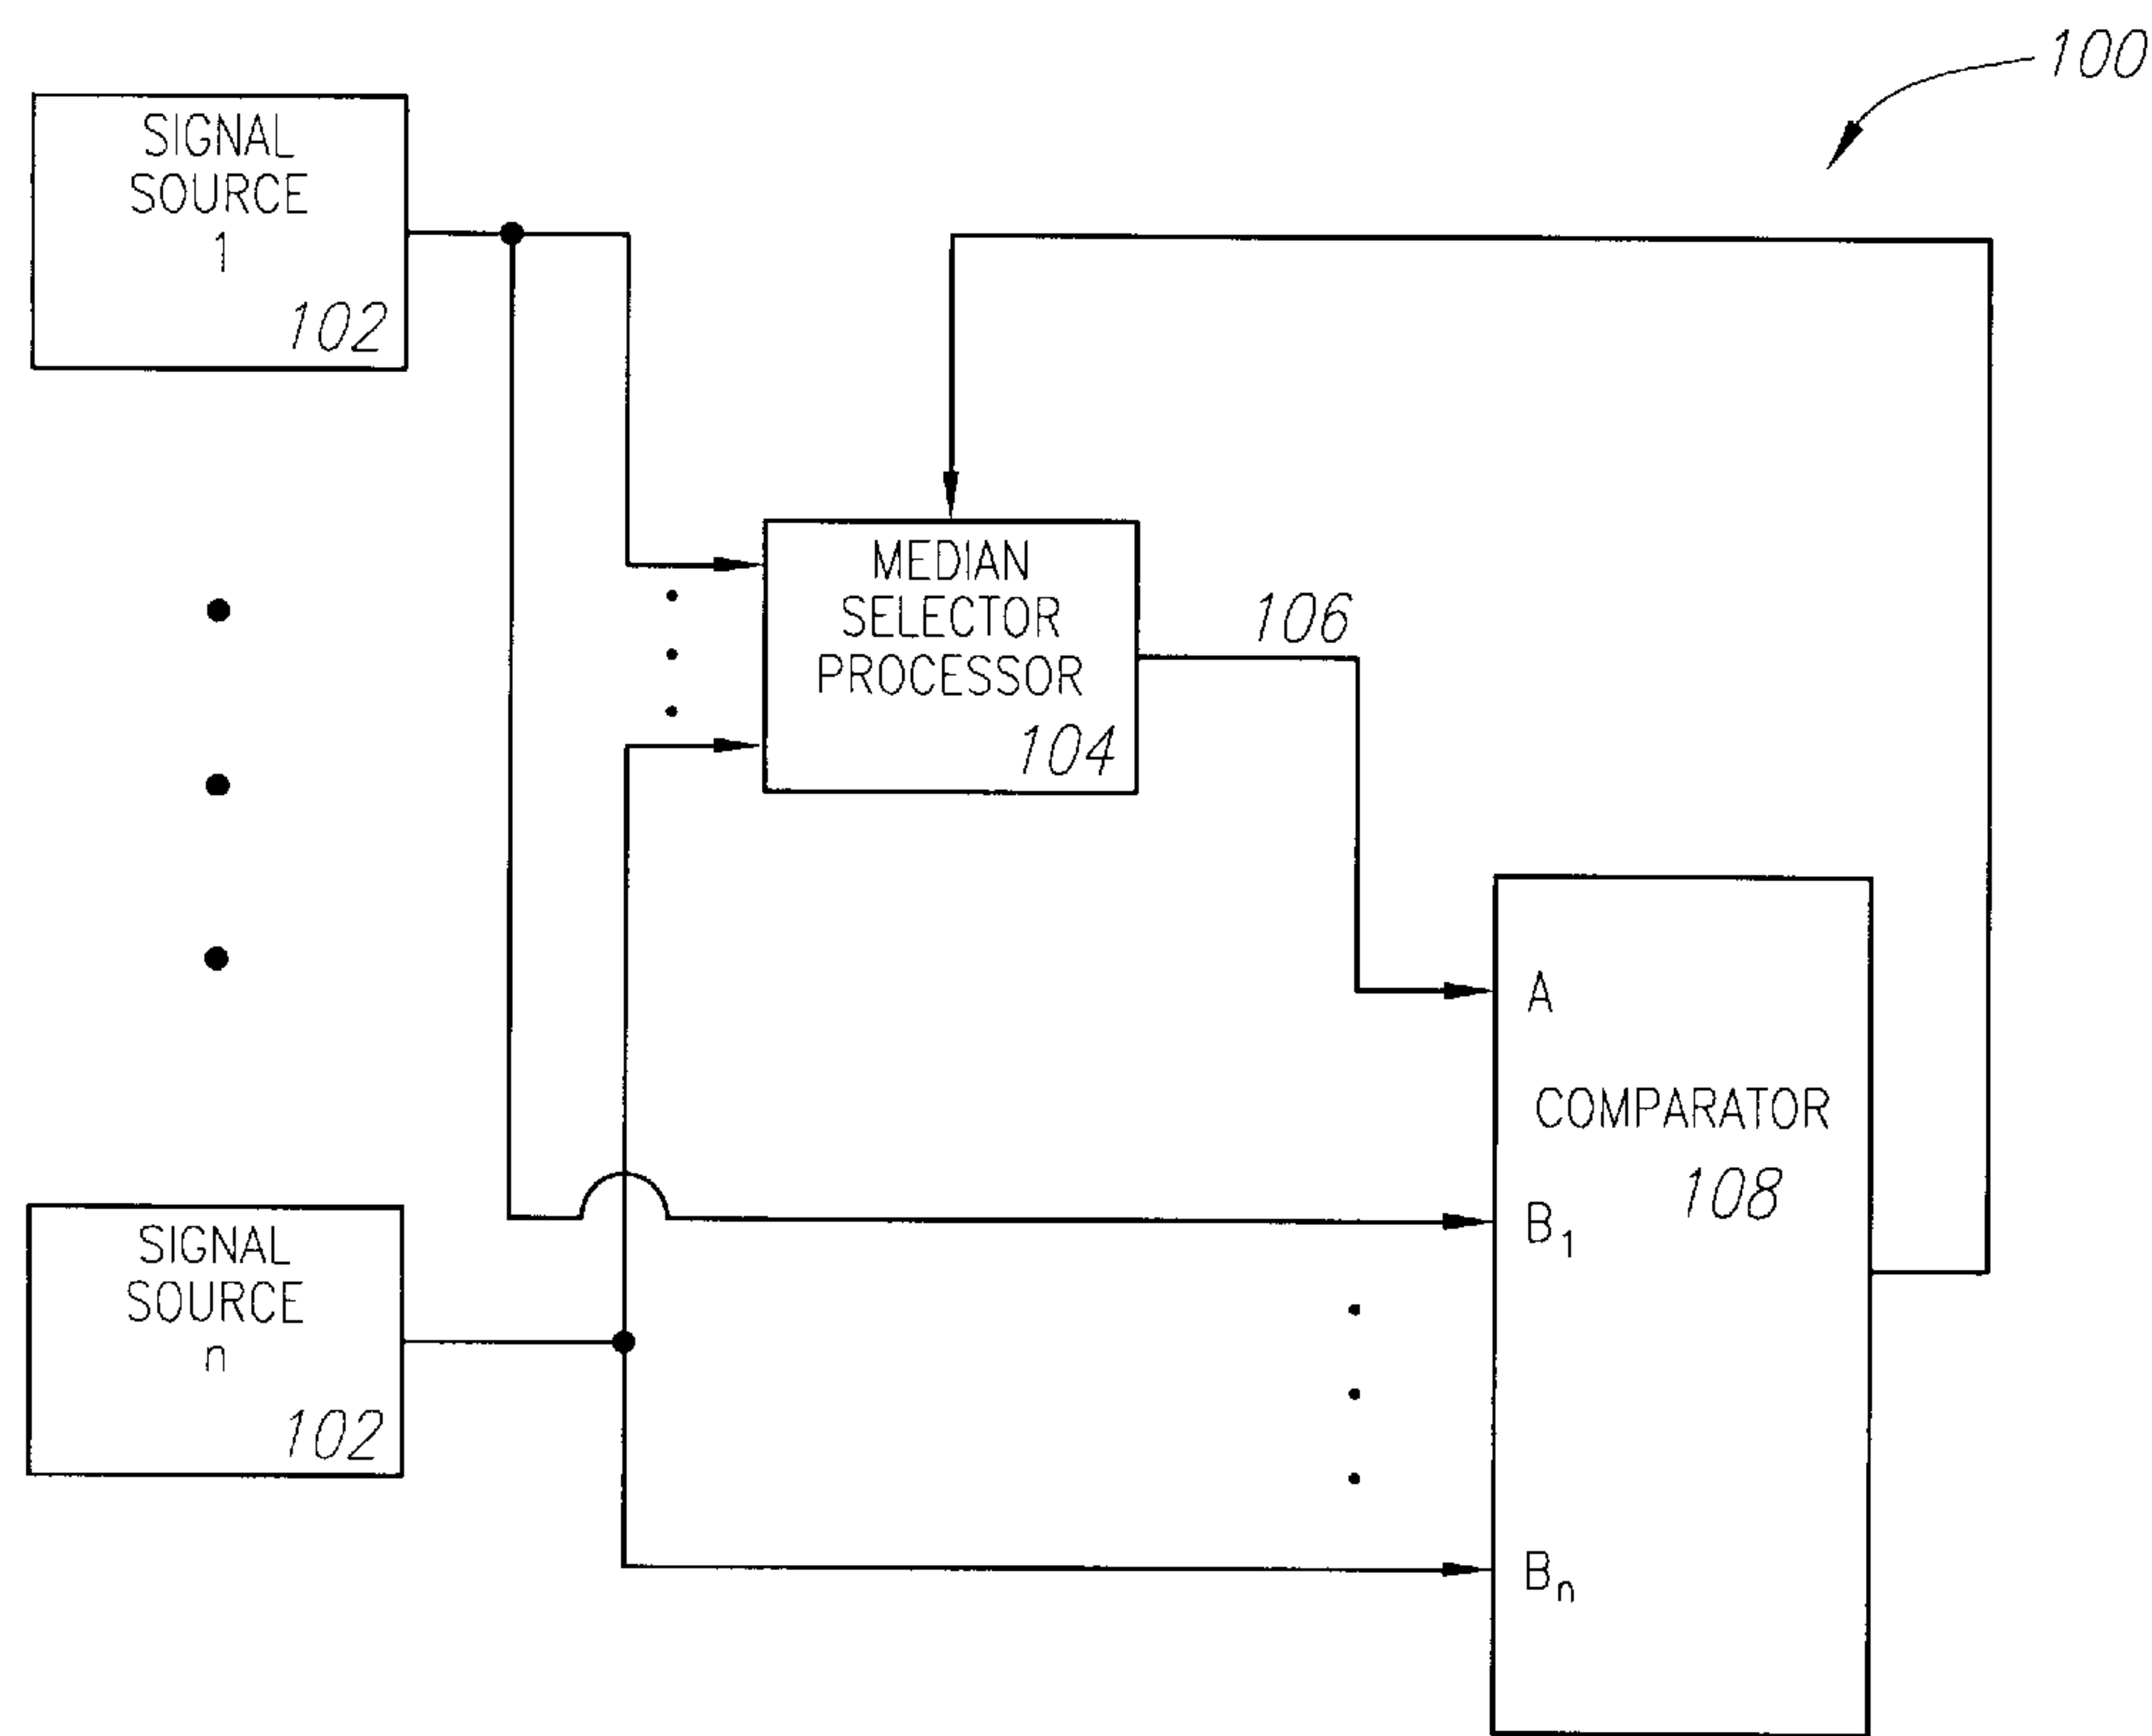 100
SIGNAL
SOURCE
1
102
MEDIAN
SELECTOR
PROCESSOR
104
106
A
COMPARATOR
108
B1
SIGNAL
SOURCE
n
102
Bn